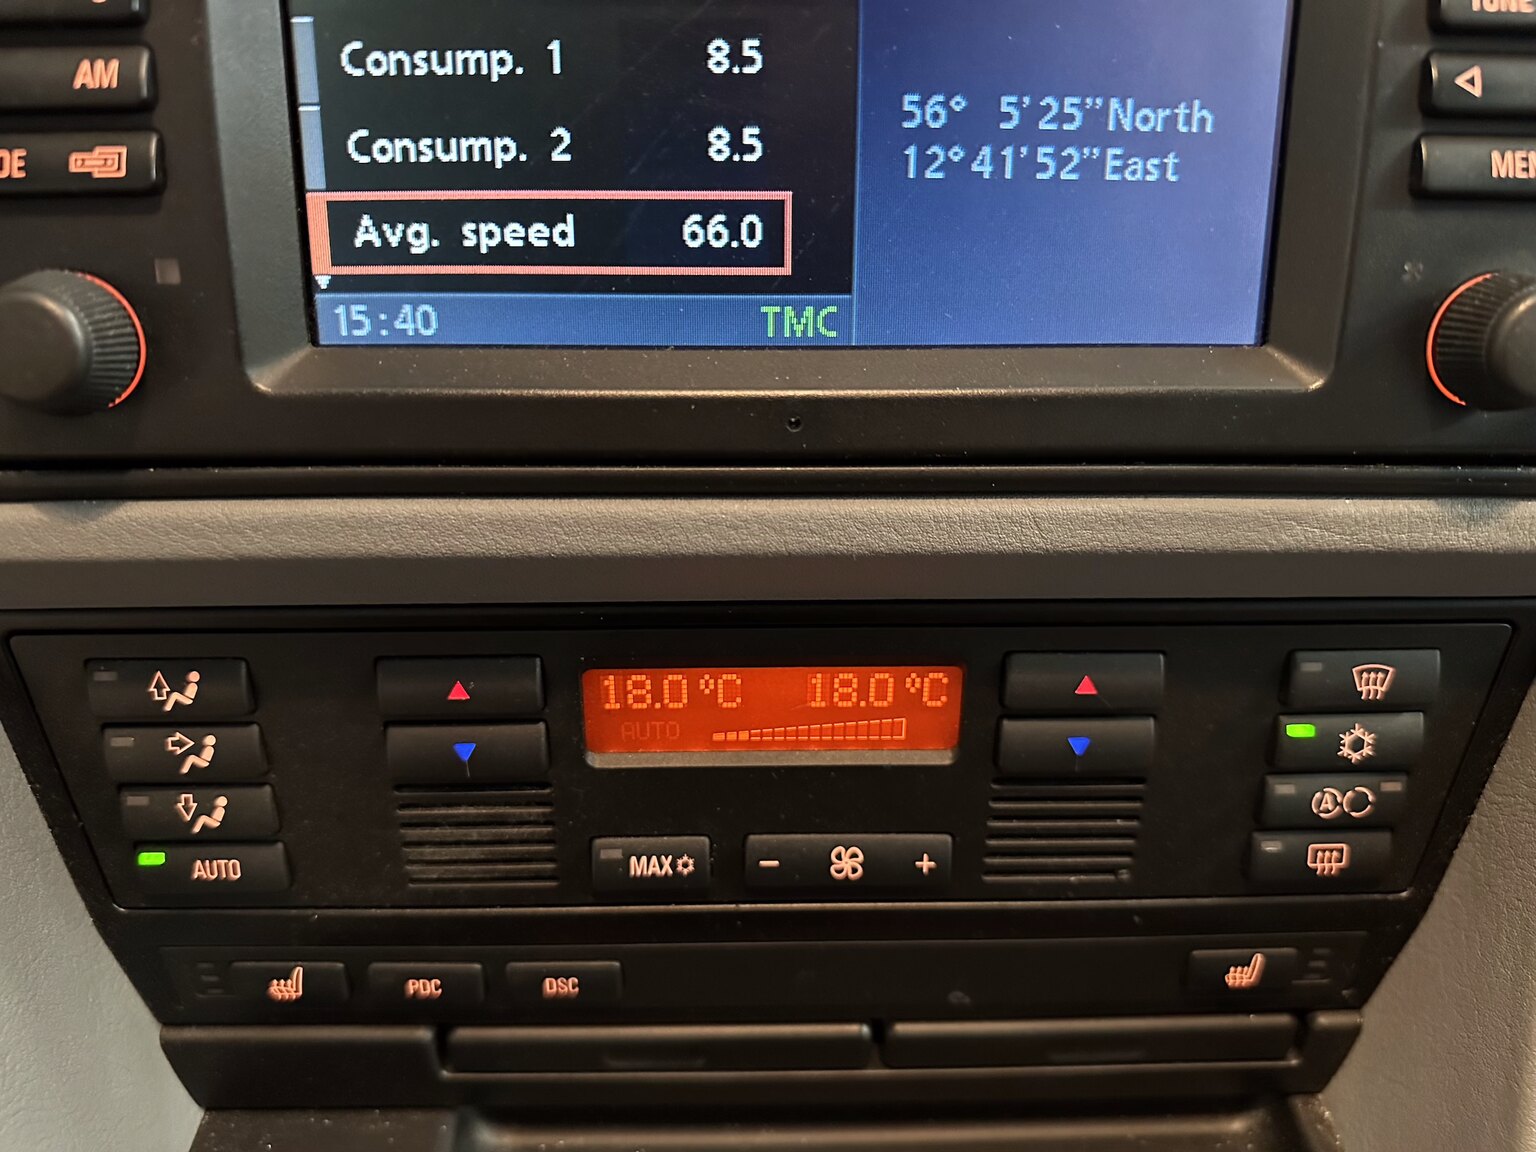 TUNE
AM
Consump. 1 8.5
Consump. 2 8.5
Avg. speed 66.0
15:40 TMC
56° 5'25"North
12°41'52"East
18.0°C 18.0°C
AUTO
AUTO
MAX
- +
A
PDC
DSC